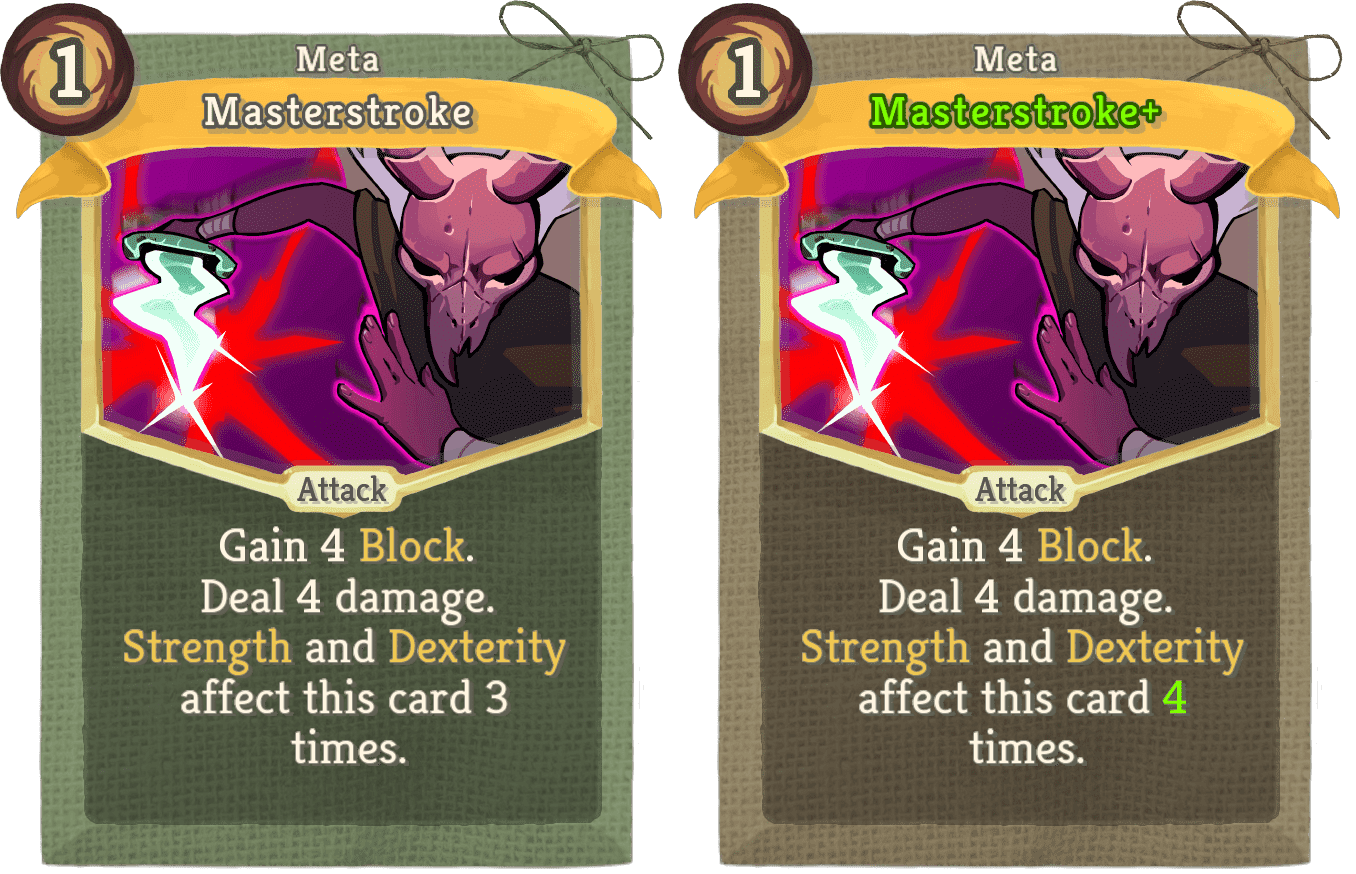 1
Meta
Masterstroke
Attack
Gain 4 Block.
Deal 4 damage.
Strength and Dexterity
affect this card 3
times.
1
Meta
Masterstroke+
Attack
Gain 4 Block.
Deal 4 damage.
Strength and Dexterity
affect this card 4
times.